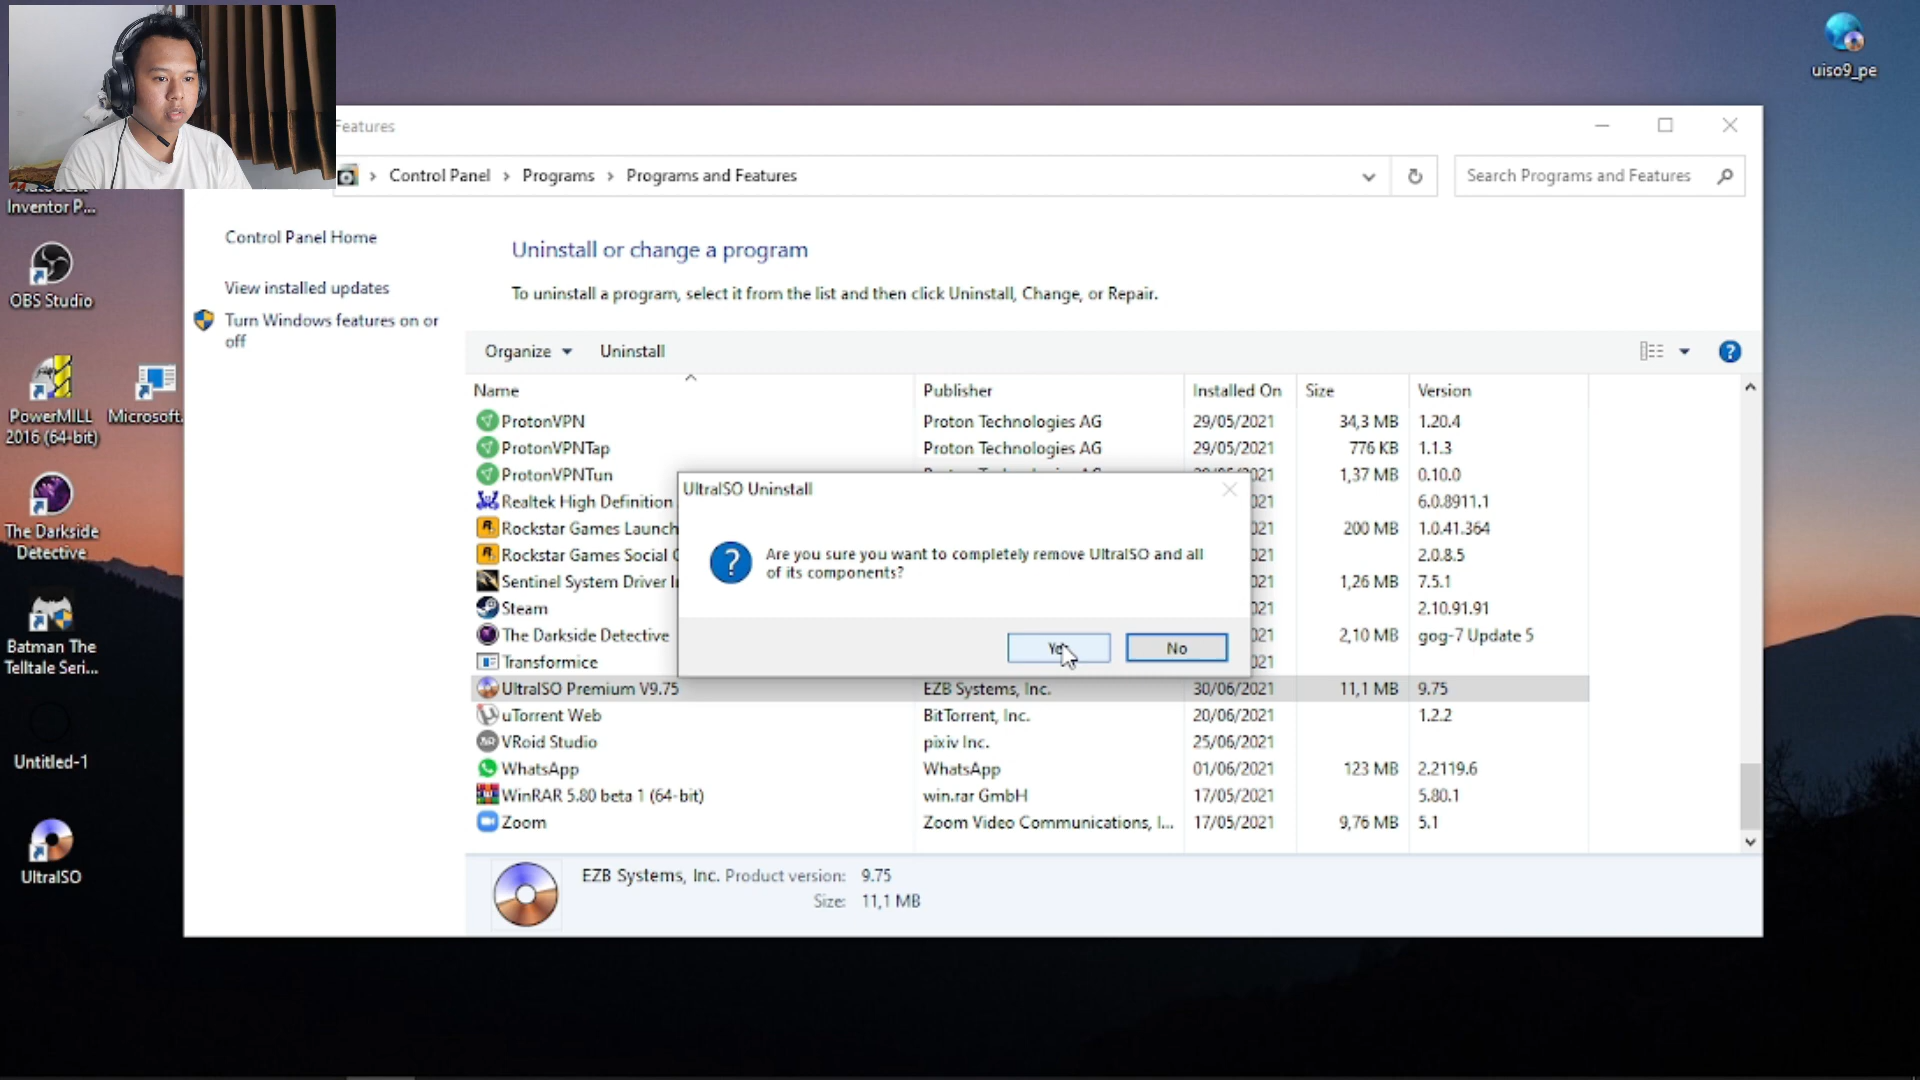 uiso9_pe
Features
Control Panel > Programs > Programs and Features
Search Programs and Features
Inventor P...
OBS Studio
PowerMILL
2016 (64-bit)
Microsoft.
The Darkside
Detective
Batman The
Telltale Seri...
Untitled-1
UltraISO
Control Panel Home
View installed updates
Turn Windows features on or
off
Uninstall or change a program
To uninstall a program, select it from the list and then click Uninstall, Change, or Repair.
Organize Uninstall
Name Publisher Installed On Size Version
ProtonVPN Proton Technologies AG 29/05/2021 34,3 MB 1.20.4
ProtonVPNTap Proton Technologies AG 29/05/2021 776 KB 1.1.3
ProtonVPNTun 1,37 MB 0.10.0
Realtek High Definition 021 6.0.8911.1
Rockstar Games Launch 021 200 MB 1.0.41.364
Rockstar Games Social 021 2.0.8.5
Sentinel System Driver 021 1,26 MB 7.5.1
Steam 021 2.10.91.91
The Darkside Detective 021 2,10 MB gog-7 Update 5
Transformice 021
UltraISO Premium V9.75 EZB Systems, Inc. 30/06/2021 11,1 MB 9.75
uTorrent Web BitTorrent, Inc. 20/06/2021 1.2.2
VRoid Studio pixiv Inc. 25/06/2021
WhatsApp WhatsApp 01/06/2021 123 MB 2.2119.6
WinRAR 5.80 beta 1 (64-bit) win.rar GmbH 17/05/2021 5.80.1
Zoom Zoom Video Communications, I... 17/05/2021 9,76 MB 5.1
UltraISO Uninstall
Are you sure you want to completely remove UltraISO and all
of its components?
No
EZB Systems, Inc. Product version: 9.75
Size: 11,1 MB